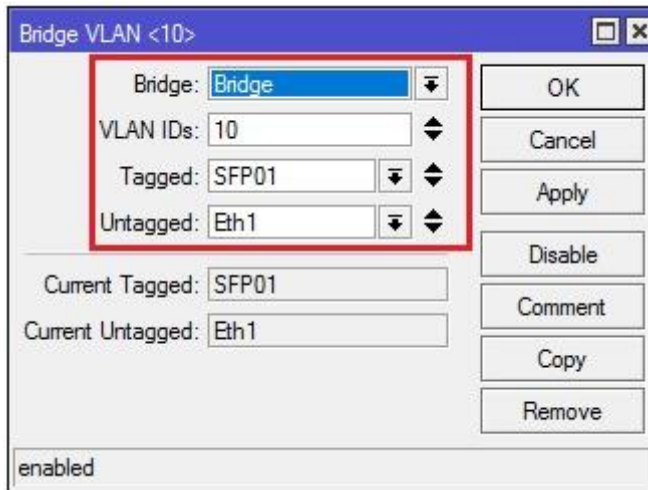 Bridge VLAN <10>
Bridge: Bridge
OK
VLAN IDs: 10
Cancel
Tagged: SFP01
Apply
Untagged: Eth1
Disable
Current Tagged: SFP01
Comment
Current Untagged: Eth1
Copy
Remove
enabled